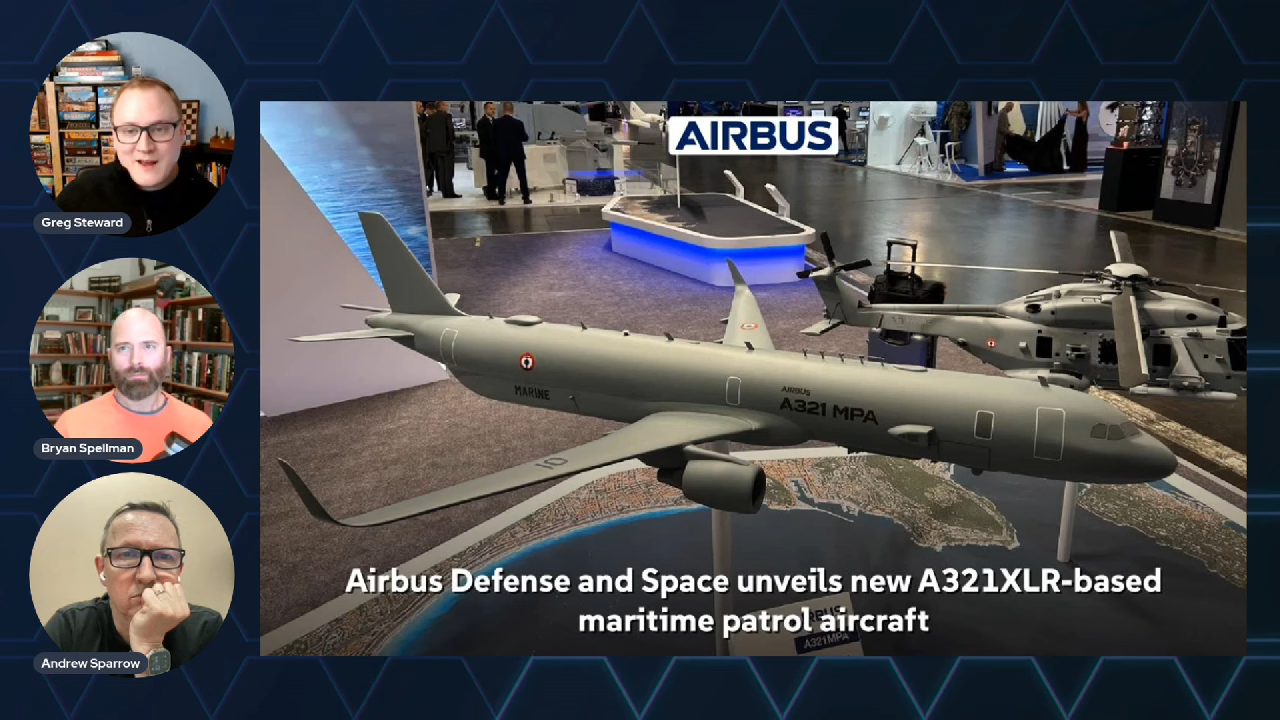 Greg Steward
Bryan Spellman
Andrew Sparrow
AIRBUS
MARINE
AIRBUS
A321 MPA
10
Airbus Defense and Space unveils new A321XLR-based
maritime patrol aircraft
AIRBUS
A321MPA